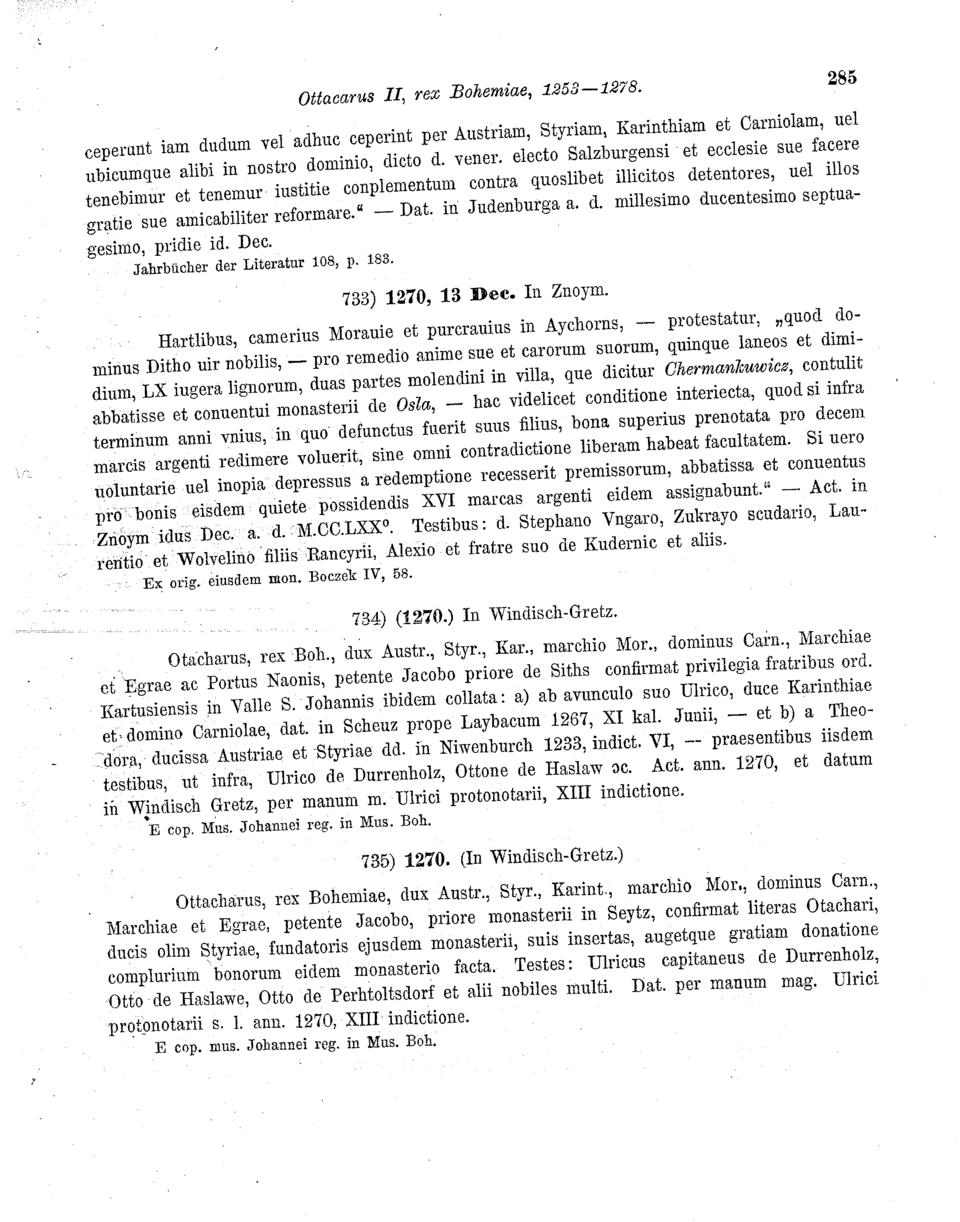 Ottacarus II, rex Bohemiae, 1253—1278.
285
ceperunt iam dudum vel adhuc ceperint per Austriam, Styriam, Karinthiam et Carniolam, uel
ubicumque alibi in nostro dominio, dicto d. vener. electo Salzburgensi et ecclesie sue facere
tenebimur et tenemur iustitie conplementum contra quoslibet illicitos detentores, uel illos
gratie sue amicabiliter reformare.“ — Dat. in Judenburga a. d. millesimo ducentesimo septua-
gesimo, pridie id. Dec.
Jahrbücher der Literatur 108, p. 183.
733) 1270, 13 Dec. In Znoym.
Hartlibus, camerius Morauie et purcrauius in Aychorns, — protestatur, „quod do-
minus Ditho uir nobilis, — pro remedio anime sue et carorum suorum, quinque laneos et dimi-
dium, LX iugera lignorum, duas partes molendini in villa, que dicitur Chermankuwicz, contulit
abbatisse et conuentui monasterii de Osla, — hac videlicet conditione interiecta, quod si infra
terminum anni vnius, in quo defunctus fuerit suus filius, bona superius prenotata pro decem
marcis argenti redimere voluerit, sine omni contradictione liberam habeat facultatem. Si uero
uoluntarie uel inopia depressus a redemptione recesserit premissorum, abbatissa et conuentus
pro bonis eisdem quiete possidendis XVI marcas argenti eidem assignabunt.“ — Act. in
Znoym idus Dec. a. d. M.CC.LXX⁰. Testibus: d. Stephano Vngaro, Zukrayo scudario, Lau-
rentio et Wolvelino filiis Rancyrii, Alexio et fratre suo de Kudernic et aliis.
Ex orig. eiusdem mon. Boczek IV, 58.
734) (1270.) In Windisch-Gretz.
Otacharus, rex Boh., dux Austr., Styr., Kar., marchio Mor., dominus Carn., Marchiae
et Egrae ac Portus Naonis, petente Jacobo priore de Siths confirmat privilegia fratribus ord.
Kartusiensis in Valle S. Johannis ibidem collata: a) ab avunculo suo Ulrico, duce Karinthiae
et domino Carniolae, dat. in Scheuz prope Laybacum 1267, XI kal. Junii, — et b) a Theo-
dora, ducissa Austriae et Styriae dd. in Niwenburch 1233, indict. VI, — praesentibus iisdem
testibus, ut infra, Ulrico de Durrenholz, Ottone de Haslaw ɔc. Act. ann. 1270, et datum
in Windisch Gretz, per manum m. Ulrici protonotarii, XIII indictione.
E cop. Mus. Johannei reg. in Mus. Boh.
735) 1270. (In Windisch-Gretz.)
Ottacharus, rex Bohemiae, dux Austr., Styr., Karint., marchio Mor., dominus Carn.,
Marchiae et Egrae, petente Jacobo, priore monasterii in Seytz, confirmat literas Otachari,
ducis olim Styriae, fundatoris ejusdem monasterii, suis insertas, augetque gratiam donatione
complurium bonorum eidem monasterio facta. Testes: Ulricus capitaneus de Durrenholz,
Otto de Haslawe, Otto de Perhtoltsdorf et alii nobiles multi. Dat. per manum mag. Ulrici
protonotarii s. l. ann. 1270, XIII indictione.
E cop. mus. Johannei reg. in Mus. Boh.